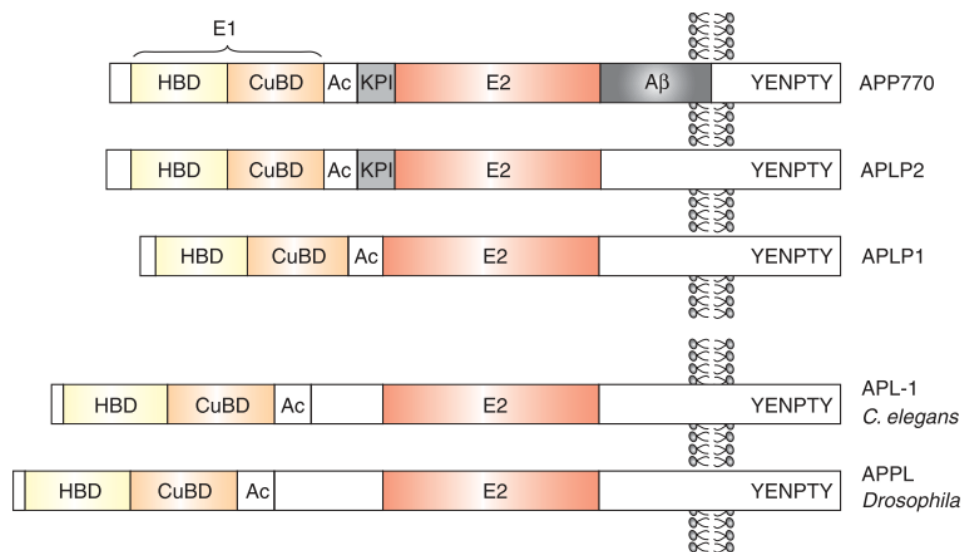 E1
HBD CuBD Ac KPI E2 Aβ YENPTY APP770
HBD CuBD Ac KPI E2 YENPTY APLP2
HBD CuBD Ac E2 YENPTY APLP1
HBD CuBD Ac E2 YENPTY APL-1
C. elegans
HBD CuBD Ac E2 YENPTY APPL
Drosophila